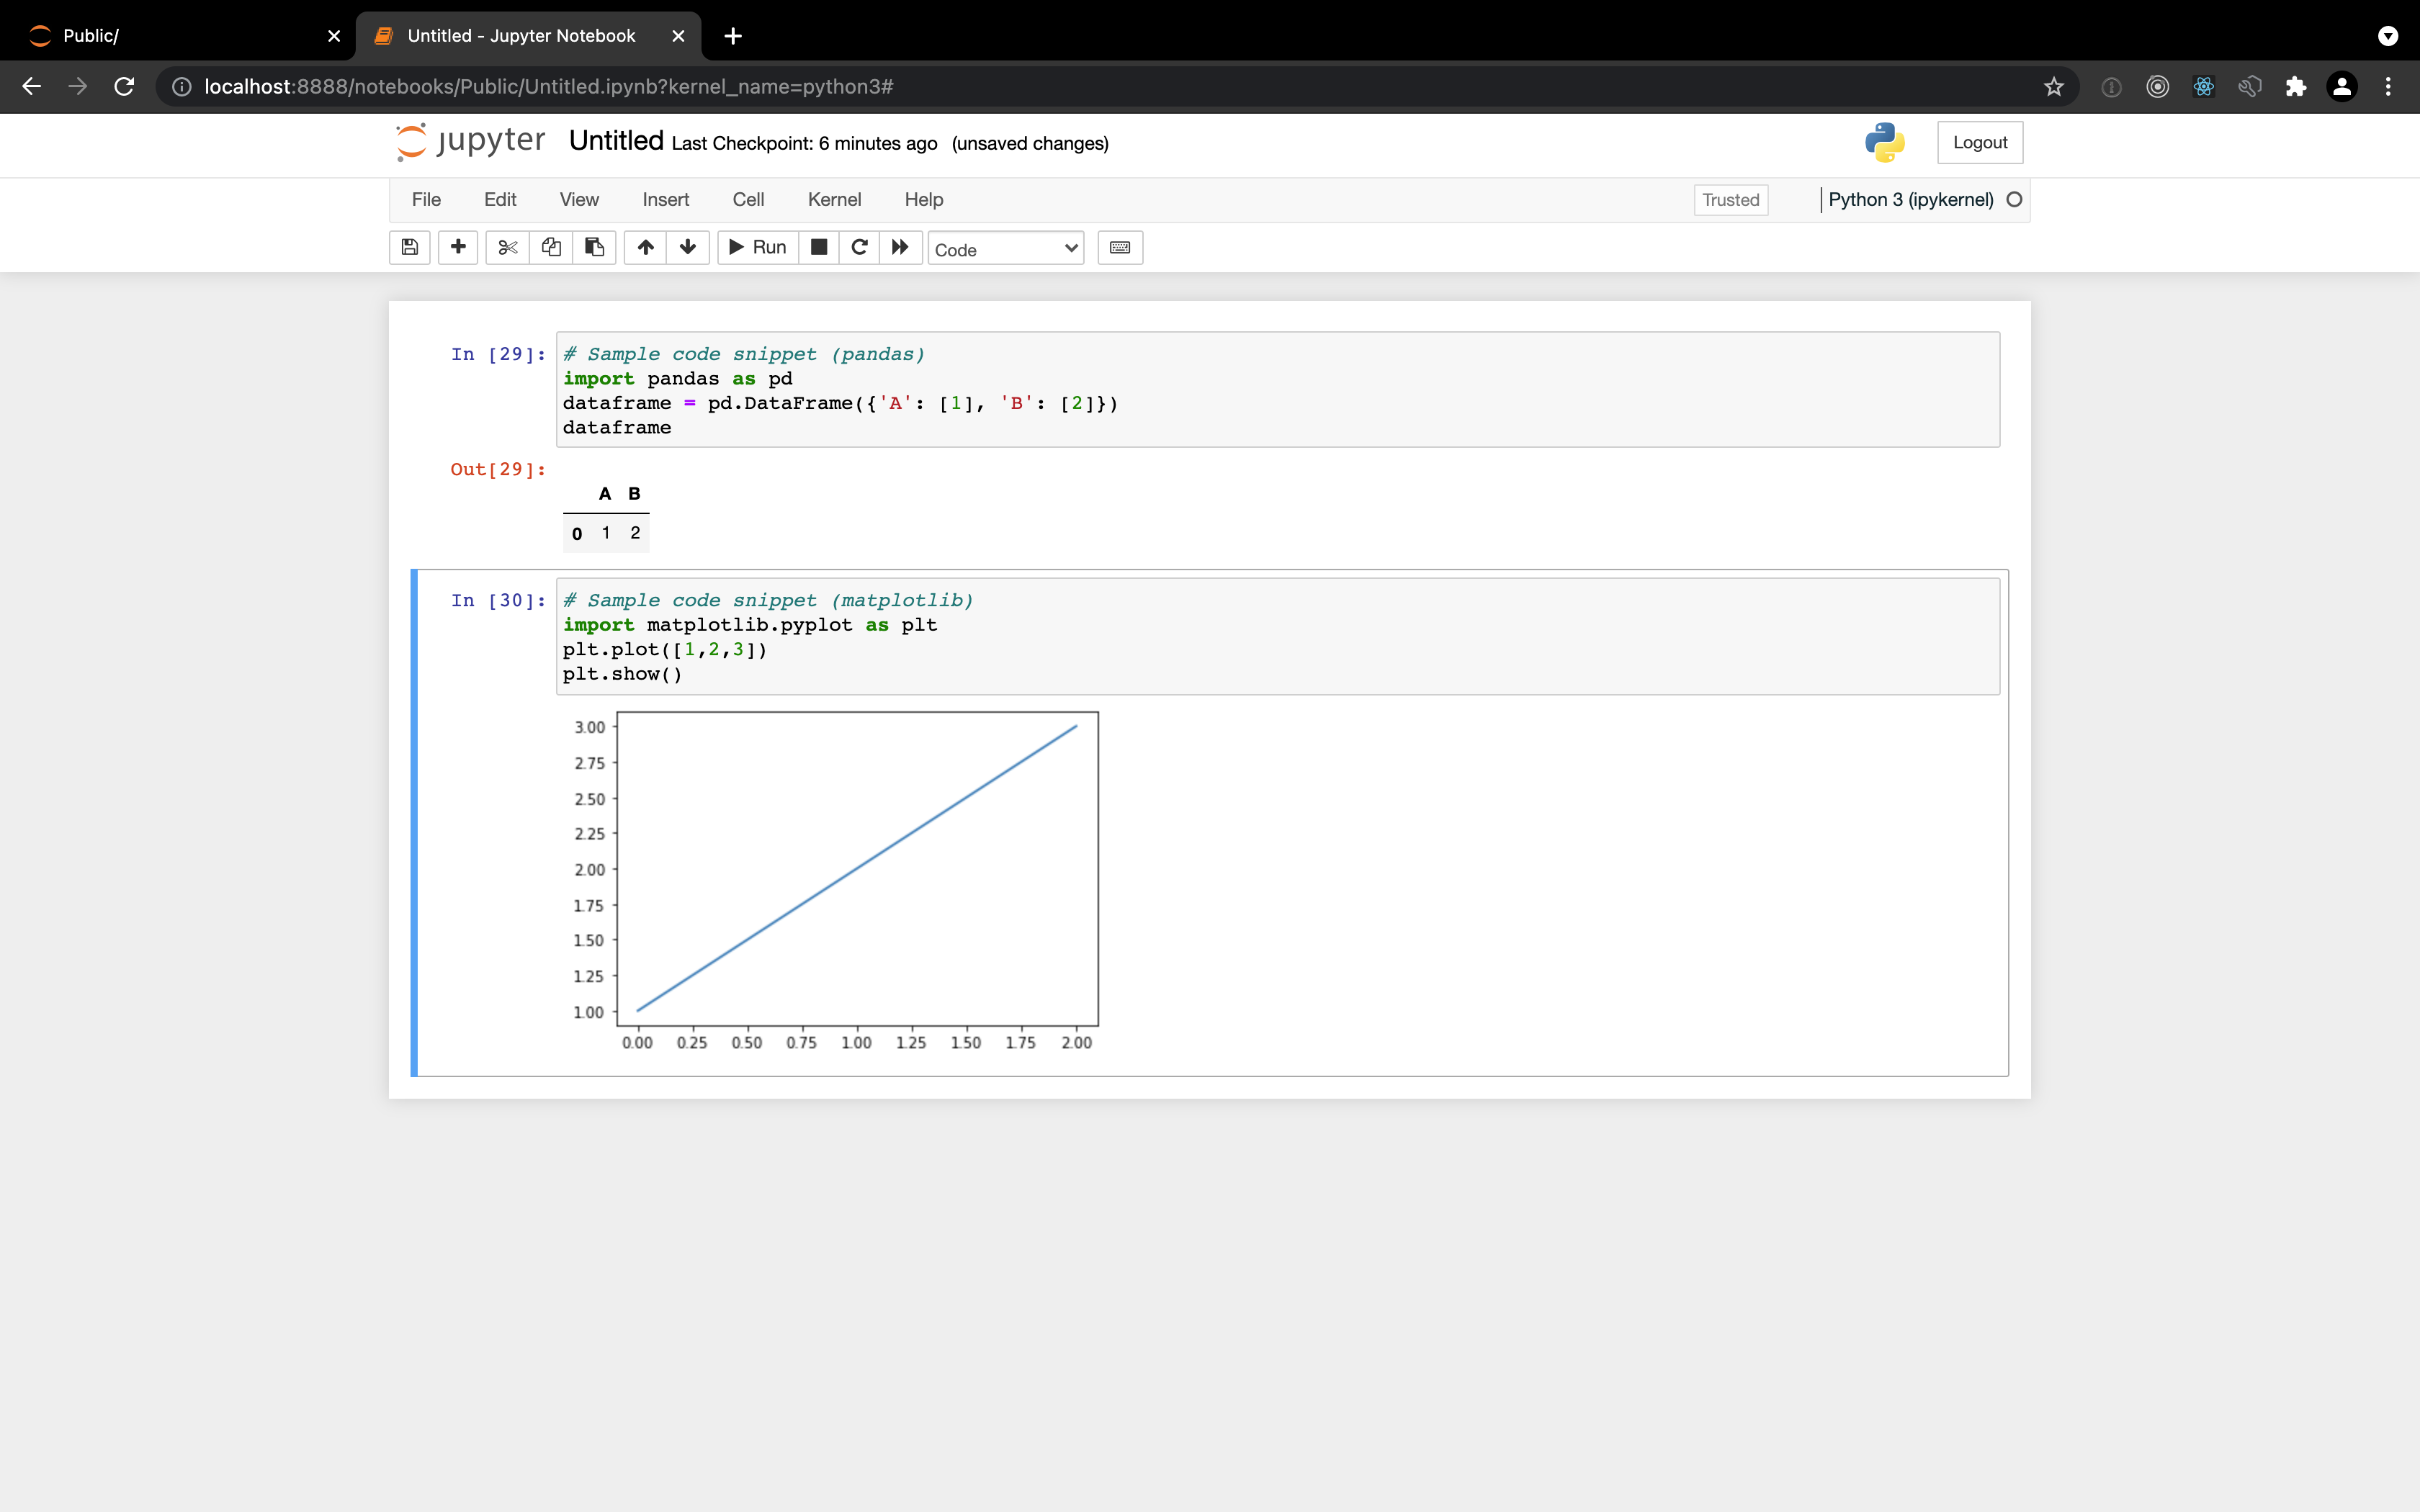 Public/
Untitled - Jupyter Notebook
localhost:8888/notebooks/Public/Untitled.ipynb?kernel_name=python3#
jupyter Untitled Last Checkpoint: 6 minutes ago (unsaved changes)
Logout
File Edit View Insert Cell Kernel Help Trusted Python 3 (ipykernel)
Run Code
In [29]: # Sample code snippet (pandas)
import pandas as pd
dataframe = pd.DataFrame({'A': [1], 'B': [2]})
dataframe
Out[29]:
A B
0 1 2
In [30]: # Sample code snippet (matplotlib)
import matplotlib.pyplot as plt
plt.plot([1,2,3])
plt.show()
3.00
2.75
2.50
2.25
2.00
1.75
1.50
1.25
1.00
0.00 0.25 0.50 0.75 1.00 1.25 1.50 1.75 2.00